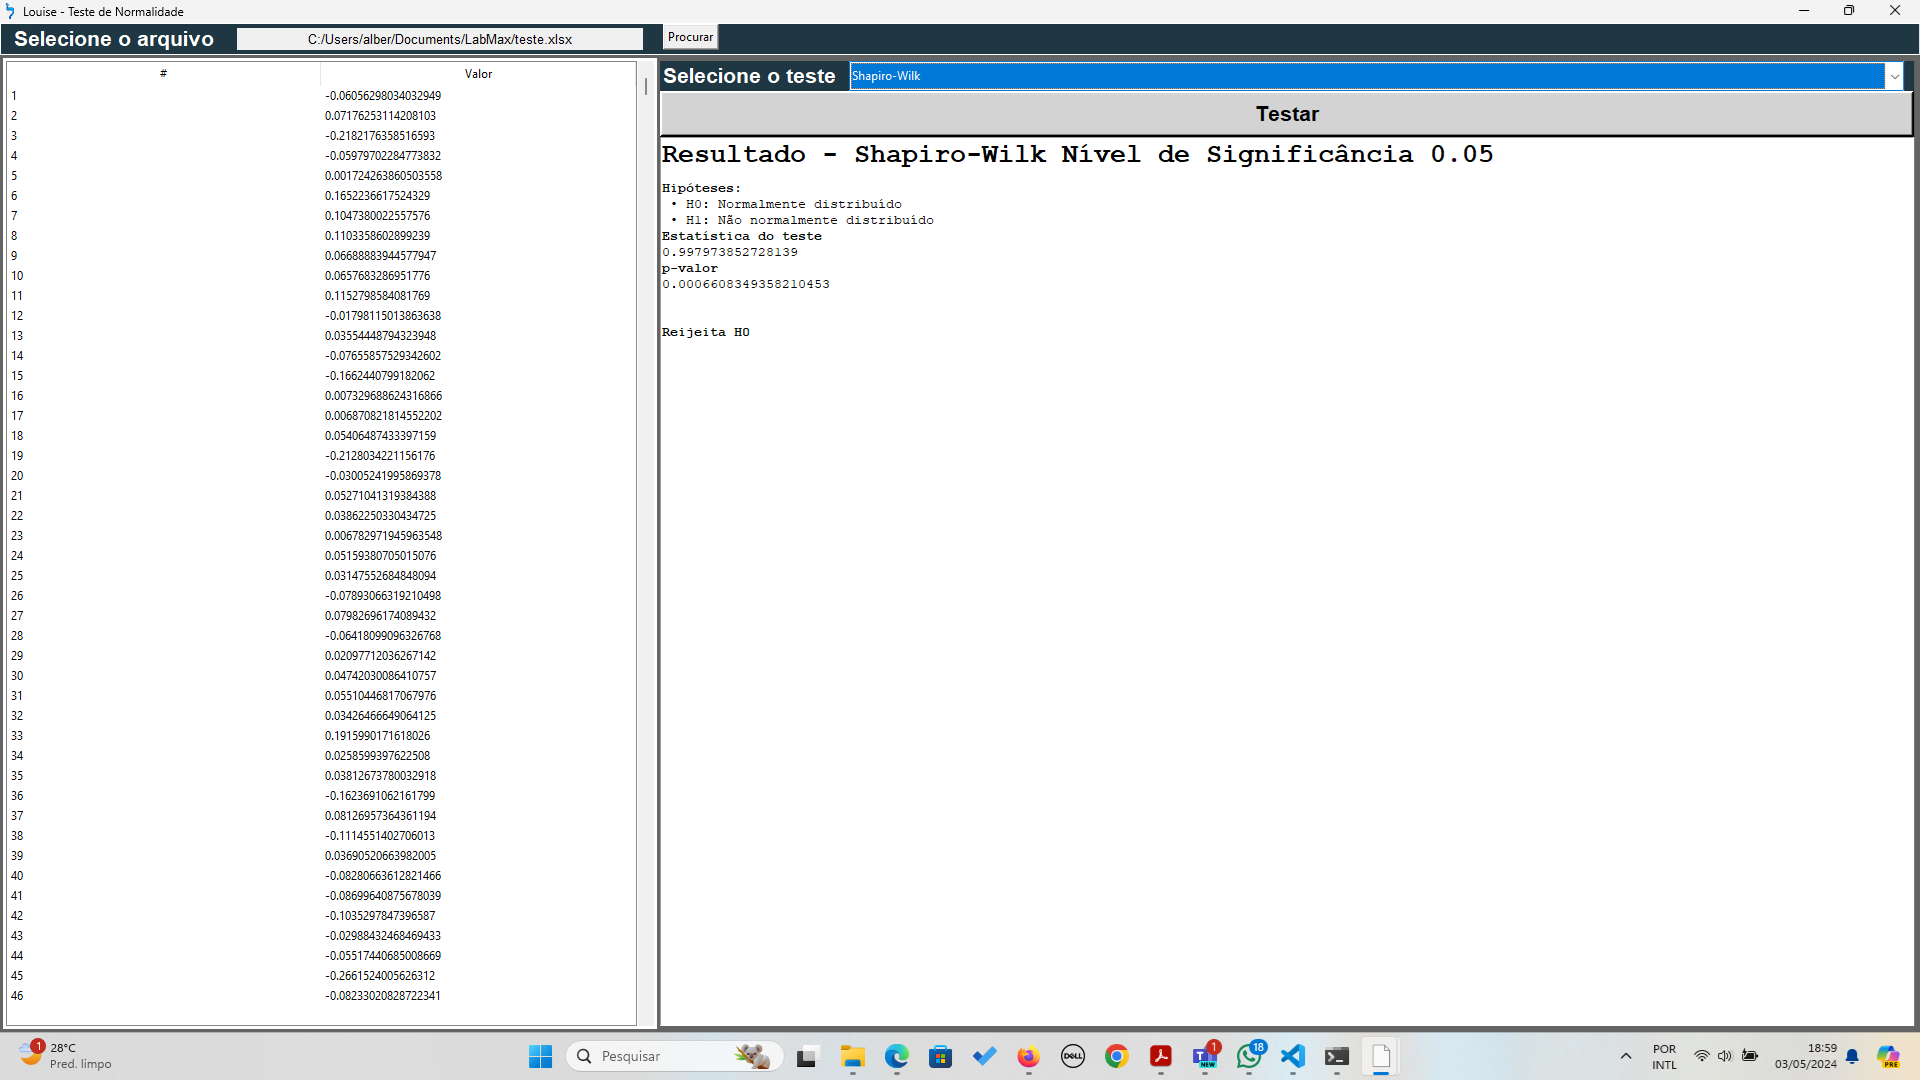 Louise - Teste de Normalidade
Selecione o arquivo C:/Users/alber/Documents/LabMax/teste.xlsx Procurar
# Valor
1 -0.06056298034032949
2 0.07176253114208103
3 -0.2182176358516593
4 -0.05979702284773832
5 0.001724263860503558
6 0.1652236617524329
7 0.1047380022557576
8 0.1103358602899239
9 0.06688883944577947
10 0.0657683286951776
11 0.1152798584081769
12 -0.01798115013863638
13 0.03554448794323948
14 -0.07655857529342602
15 -0.1662440799182062
16 0.007329688624316866
17 0.006870821814552202
18 0.05406487433397159
19 -0.2128034221156176
20 -0.03005241995869378
21 0.05271041319384388
22 0.03862250330434725
23 0.006782971945963548
24 0.05159380705015076
25 0.03147552684848094
26 -0.07893066319210498
27 0.07982696174089432
28 -0.06418099096326768
29 0.02097712036267142
30 0.04742030086410757
31 0.05510446817067976
32 0.03426466649064125
33 0.1915990171618026
34 0.0258599397622508
35 0.03812673780032918
36 -0.1623691062161799
37 0.08126957364361194
38 -0.1114551402706013
39 0.03690520663982005
40 -0.08280663612821466
41 -0.08699640875678039
42 -0.1035297847396587
43 -0.02988432468469433
44 -0.05517440685008669
45 -0.2661524005626312
46 -0.08233020828722341
Selecione o teste Shapiro-Wilk
Testar
Resultado - Shapiro-Wilk Nível de Significância 0.05
Hipóteses:
• H0: Normalmente distribuído
• H1: Não normalmente distribuído
Estatística do teste
0.997973852728139
p-valor
0.0006608349358210453
Reijeita H0
1
28°C
Pred. limpo
Pesquisar
DELL
1
NEW
18
POR
INTL
18:59
03/05/2024
PRE